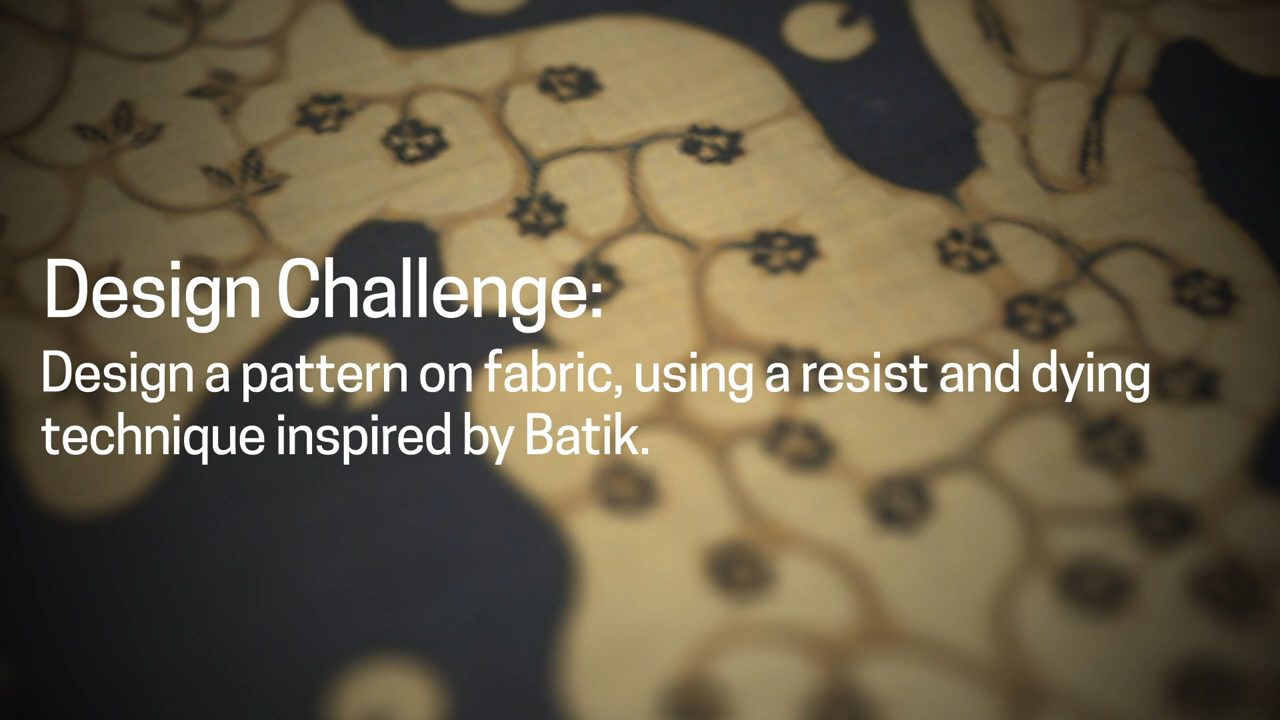 Design Challenge:
Design a pattern on fabric, using a resist and dying
technique inspired by Batik.